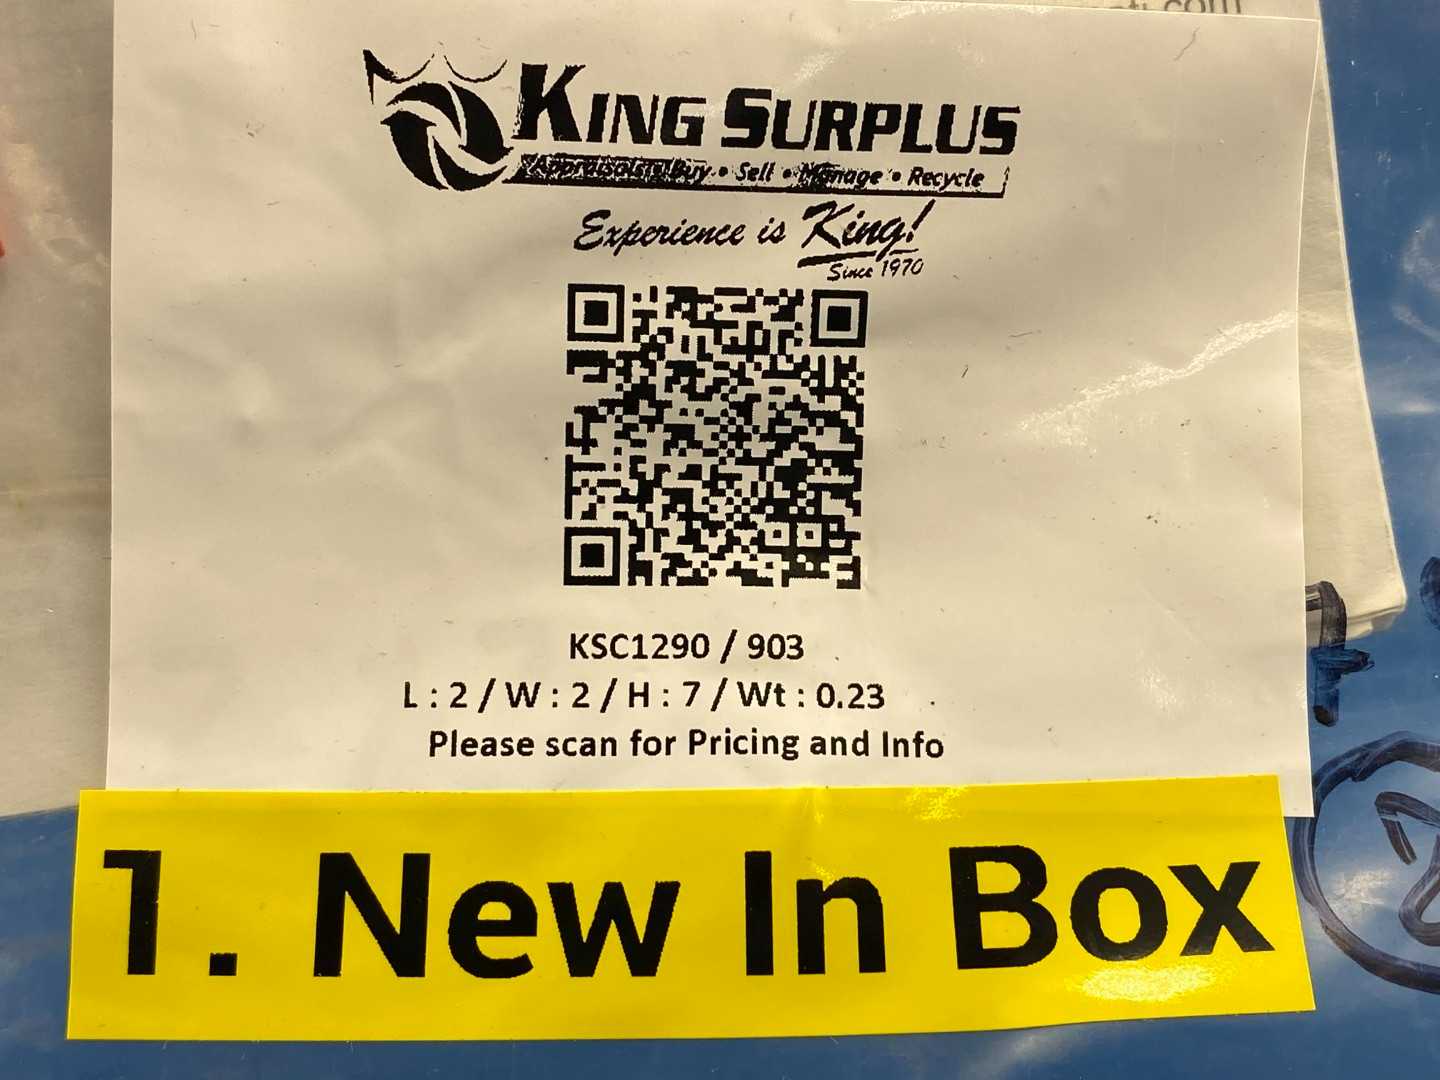 KING SURPLUS
Appraisals • Buy • Sell • Manage • Recycle
Experience is King!
Since 1970
KSC1290 / 903
L : 2 / W : 2 / H : 7 / Wt : 0.23
Please scan for Pricing and Info
1. New In Box